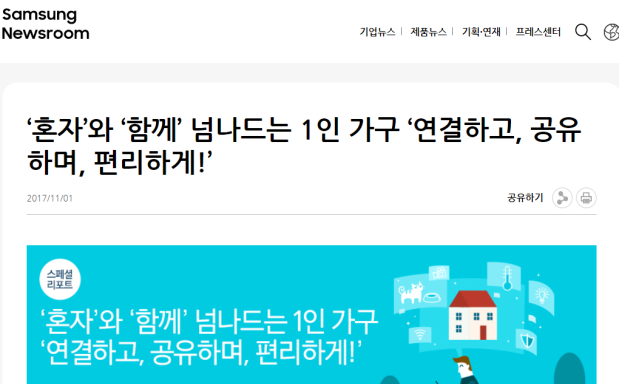 Samsung
Newsroom
기업뉴스 제품뉴스 기획·연재 프레스센터
‘혼자’와 ‘함께’ 넘나드는 1인 가구 ‘연결하고, 공유
하며, 편리하게!’
2017/11/01
공유하기
스페셜
리포트
‘혼자’와 ‘함께’ 넘나드는 1인 가구
‘연결하고, 공유하며, 편리하게!’